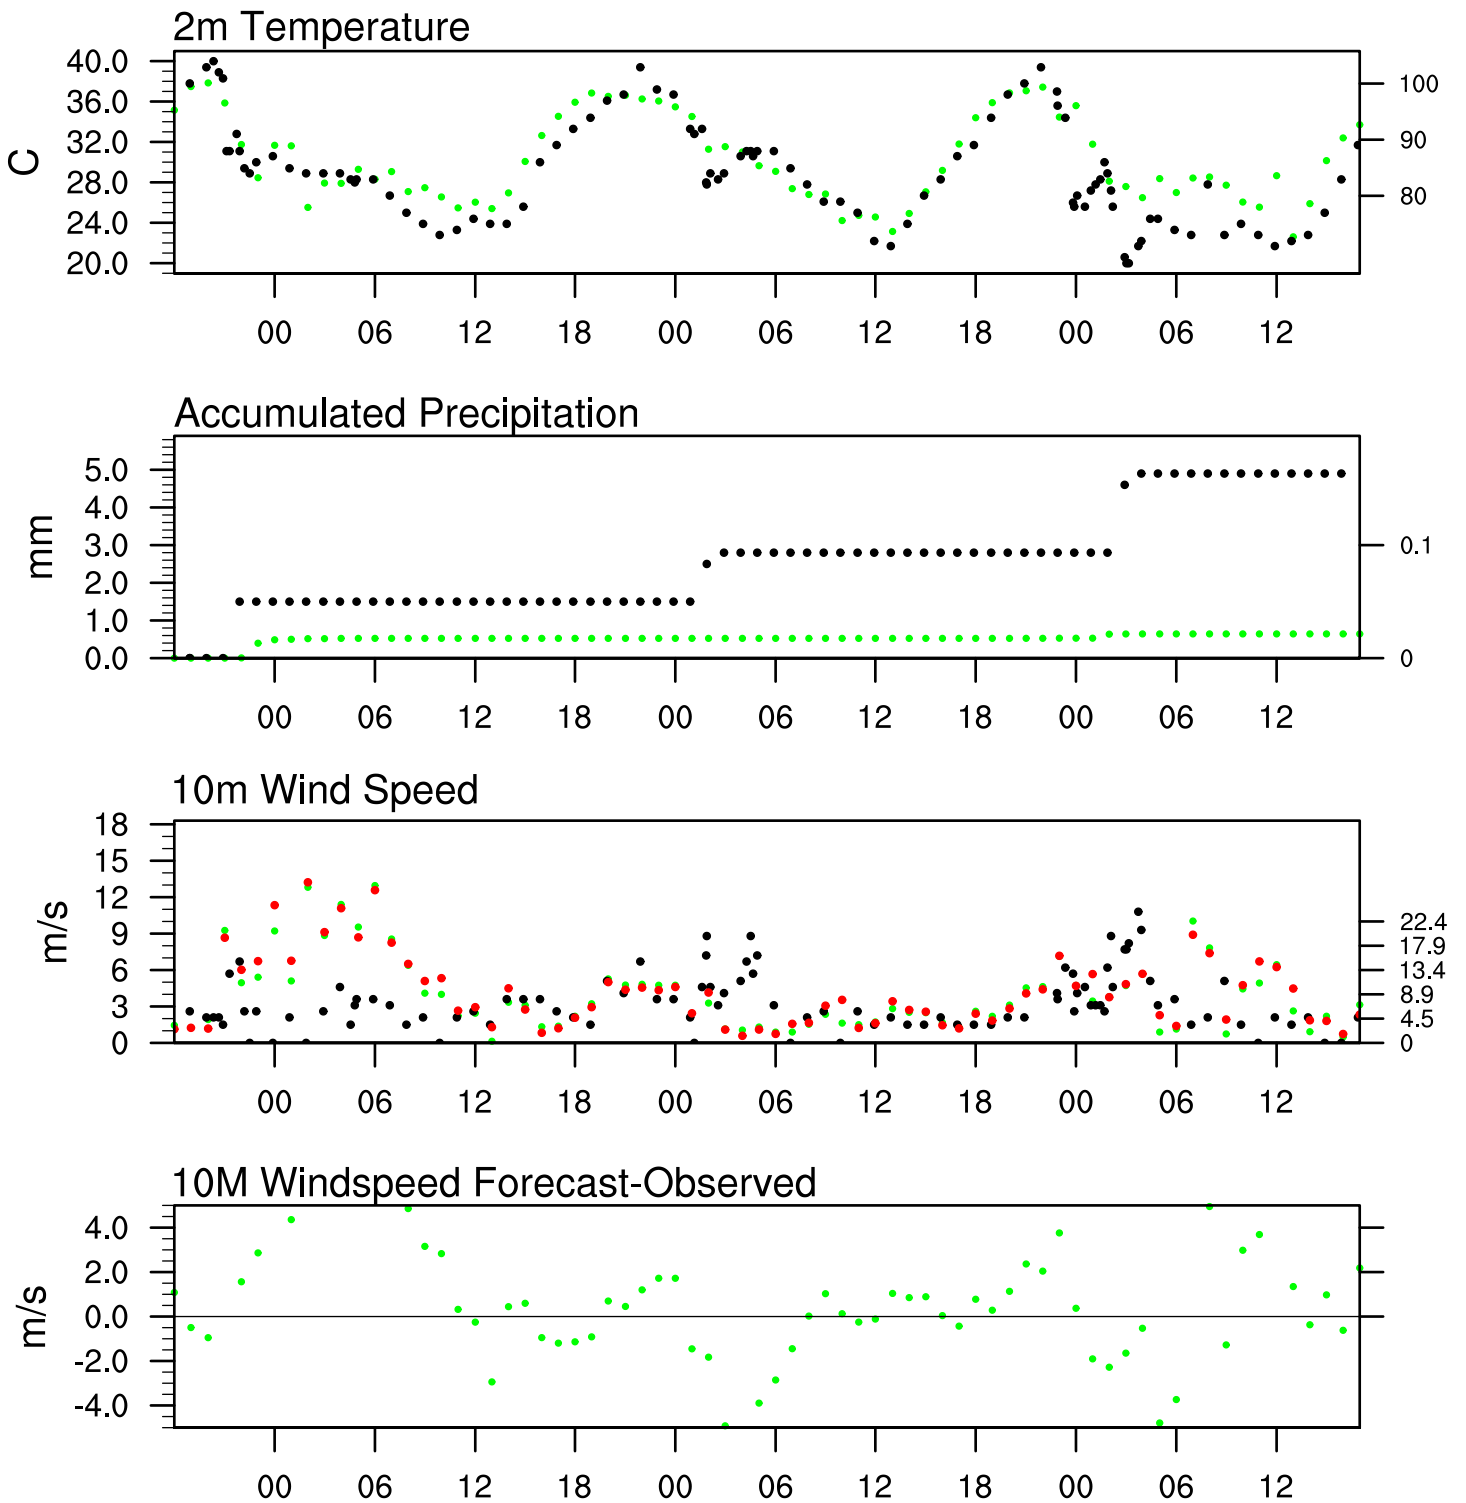 2m Temperature
C
40.0
36.0
32.0
28.0
24.0
20.0
100
90
80
00 06 12 18 00 06 12 18 00 06 12
Accumulated Precipitation
mm
5.0
4.0
3.0
2.0
1.0
0.0
0.1
0
00 06 12 18 00 06 12 18 00 06 12
10m Wind Speed
m/s
18
15
12
9
6
3
0
22.4
17.9
13.4
8.9
4.5
0
00 06 12 18 00 06 12 18 00 06 12
10M Windspeed Forecast-Observed
m/s
4.0
2.0
0.0
-2.0
-4.0
00 06 12 18 00 06 12 18 00 06 12